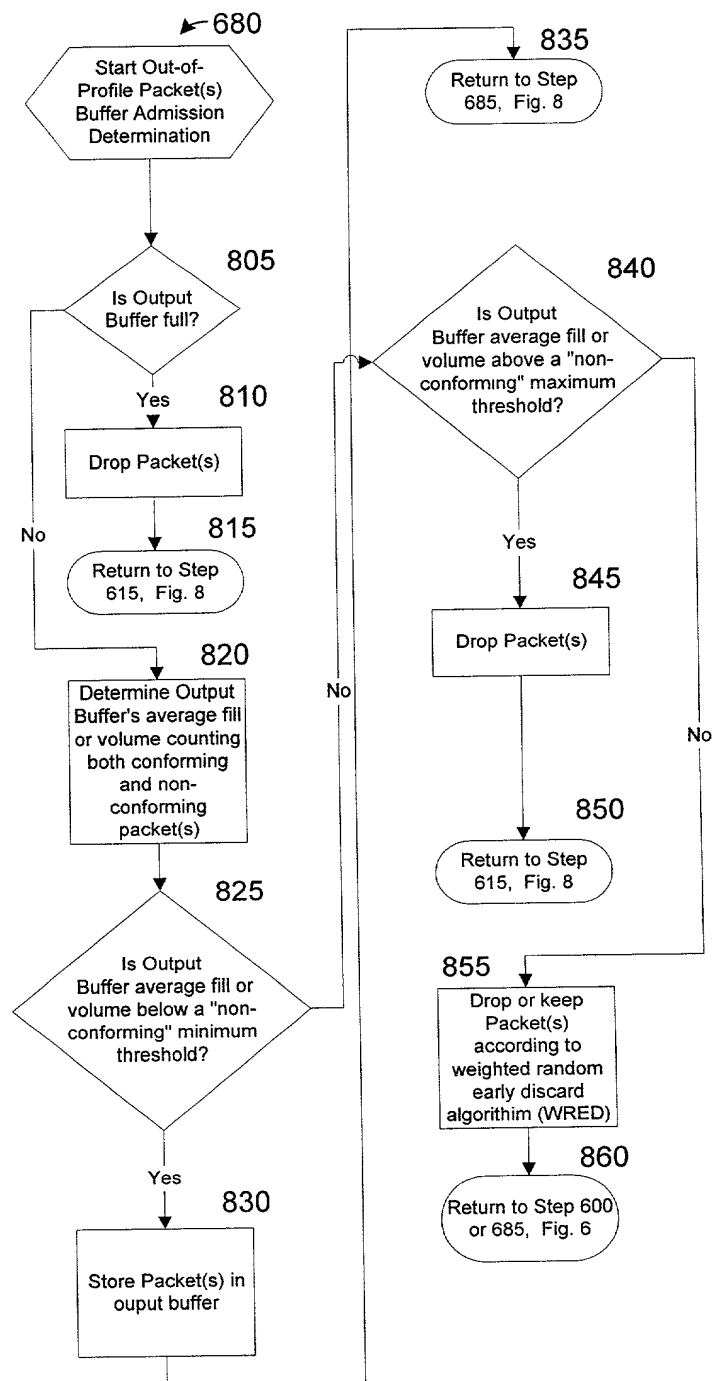 680
Start Out-of-
Profile Packet(s)
Buffer Admission
Determination
805
Is Output
Buffer full?
Yes
810
Drop Packet(s)
No
815
Return to Step
615, Fig. 8
820
Determine Output
Buffer's average fill
or volume counting
both conforming
and non-
conforming
packet(s)
825
Is Output
Buffer average fill or
volume below a "non-
conforming" minimum
threshold?
No
Yes
830
Store Packet(s) in
ouput buffer
835
Return to Step
685, Fig. 8
840
Is Output
Buffer average fill or
volume above a "non-
conforming" maximum
threshold?
Yes
845
Drop Packet(s)
No
850
Return to Step
615, Fig. 8
855
Drop or keep
Packet(s)
according to
weighted random
early discard
algorithim (WRED)
860
Return to Step 600
or 685, Fig. 6